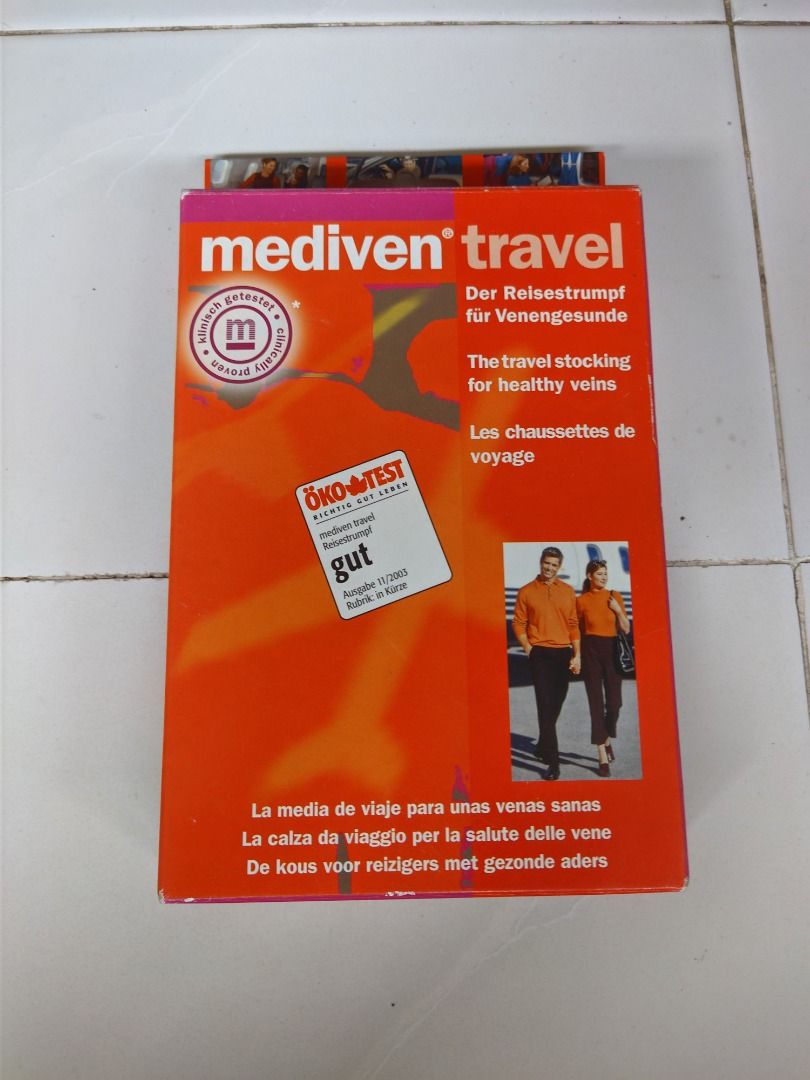 mediven® travel
klinisch getestet • clinically proven •
m
*
Der Reisestrumpf
für Venengesunde
The travel stocking
for healthy veins
Les chaussettes de
voyage
ÖKO TEST
RICHTIG GUT LEBEN
mediven travel
Reisestrumpf
gut
Ausgabe 11/2003
Rubrik: in Kürze
La media de viaje para unas venas sanas
La calza da viaggio per la salute delle vene
De kous voor reizigers met gezonde aders